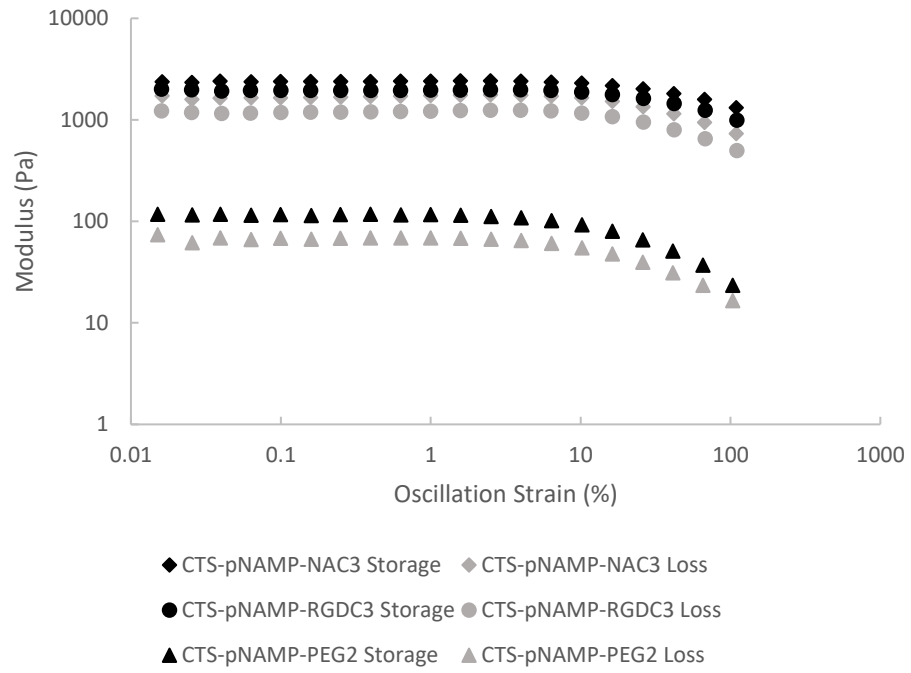 10000
1000
100
10
1
Modulus (Pa)
0.01 0.1 1 10 100 1000
Oscillation Strain (%)
CTS-pNAMP-NAC3 Storage CTS-pNAMP-NAC3 Loss
CTS-pNAMP-RGDC3 Storage CTS-pNAMP-RGDC3 Loss
CTS-pNAMP-PEG2 Storage CTS-pNAMP-PEG2 Loss